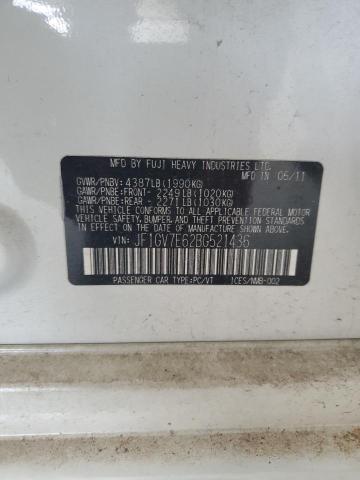 MFD BY FUJI HEAVY INDUSTRIES LTD.
MFD IN 05/11
GVWR/PNBV: 4387LB(1990KG)
GAWR/PNBE: FRONT- 2249LB(1020KG)
GAWR/PNBE: REAR - 2271LB(1030KG)
THIS VEHICLE CONFORMS TO ALL APPLICABLE FEDERAL MOTOR
VEHICLE SAFETY, BUMPER, AND THEFT PREVENTION STANDARDS
IN EFFECT ON THE DATE OF MANUFACTURE SHOWN ABOVE.
VIN: JF1GV7E62BG521436
PASSENGER CAR TYPE:PC/VT 1CES/NMB-002